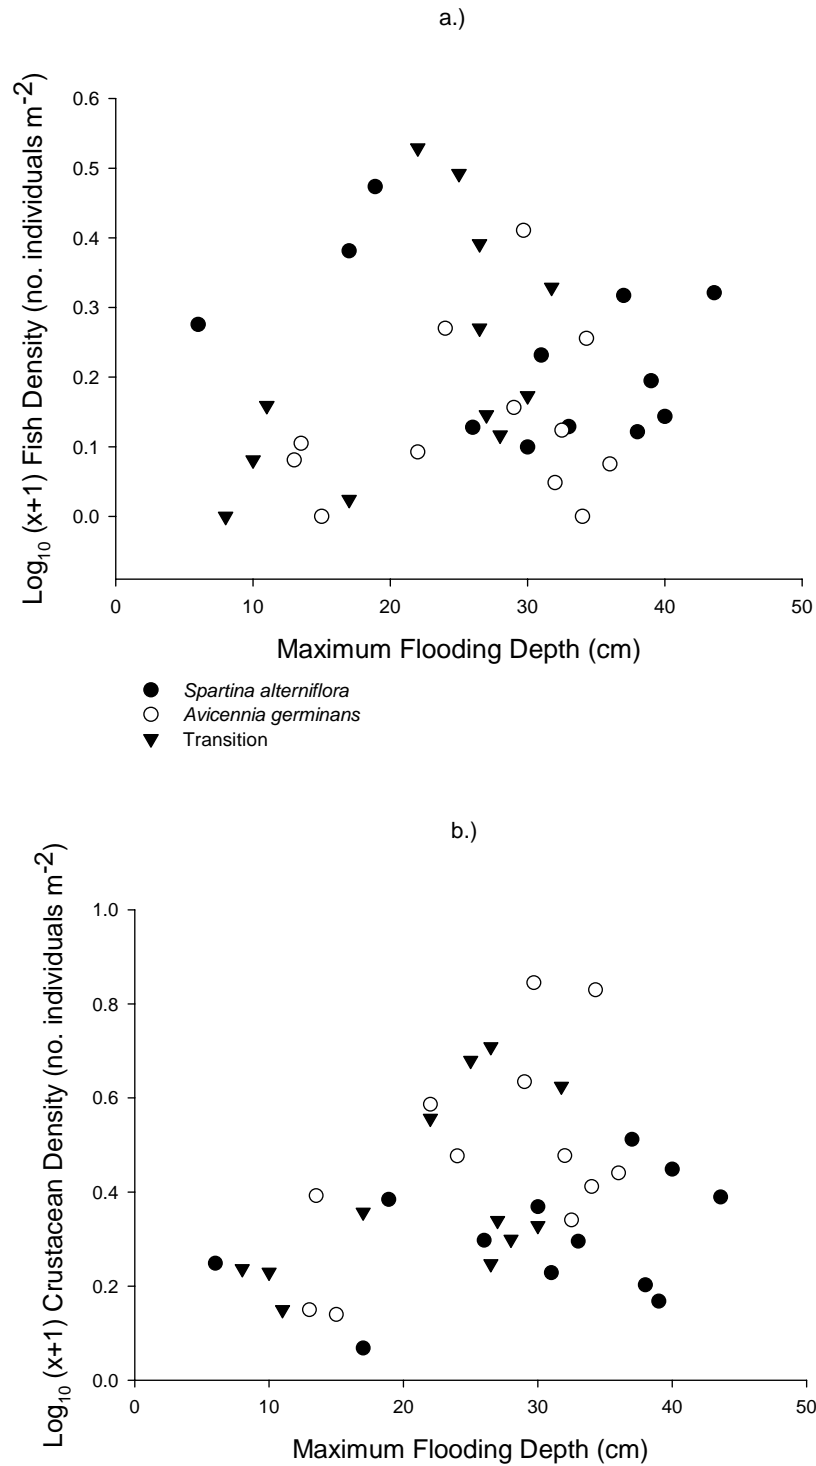 a.)
Log10 (x+1) Fish Density (no. individuals m-2)
0.6
0.5
0.4
0.3
0.2
0.1
0.0
0 10 20 30 40 50
Maximum Flooding Depth (cm)
Spartina alterniflora
Avicennia germinans
Transition
b.)
Log10 (x+1) Crustacean Density (no. individuals m-2)
1.0
0.8
0.6
0.4
0.2
0.0
0 10 20 30 40 50
Maximum Flooding Depth (cm)